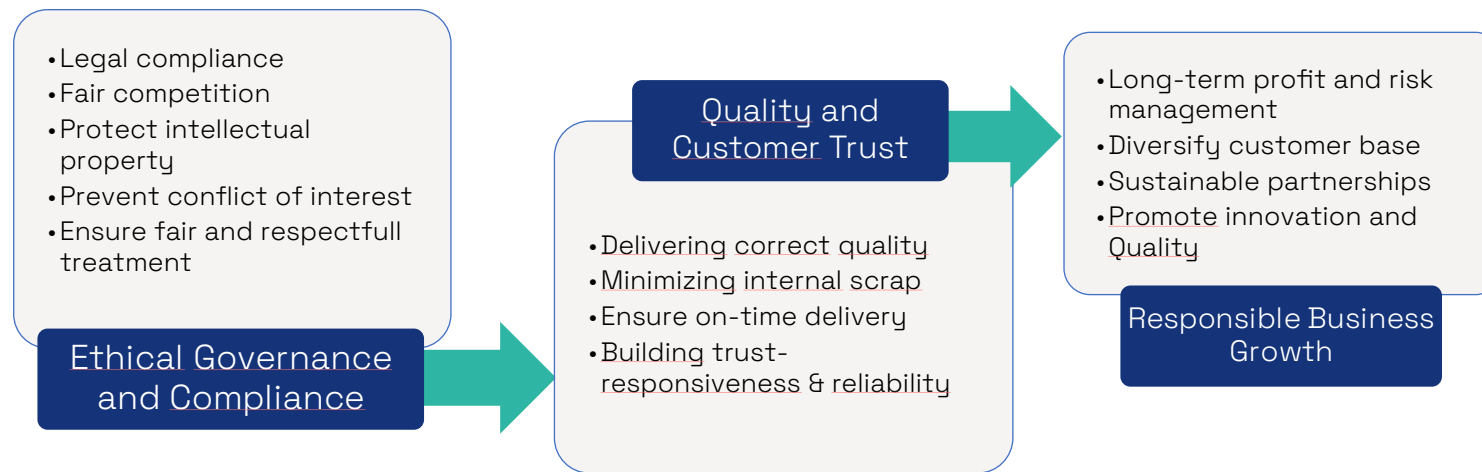 •Legal compliance
•Fair competition
•Protect intellectual
property
•Prevent conflict of interest
•Ensure fair and respectfull
treatment
Ethical Governance
and Compliance
Quality and
Customer Trust
•Delivering correct quality
•Minimizing internal scrap
•Ensure on-time delivery
•Building trust-
responsiveness & reliability
•Long-term profit and risk
management
•Diversify customer base
•Sustainable partnerships
•Promote innovation and
Quality
Responsible Business
Growth